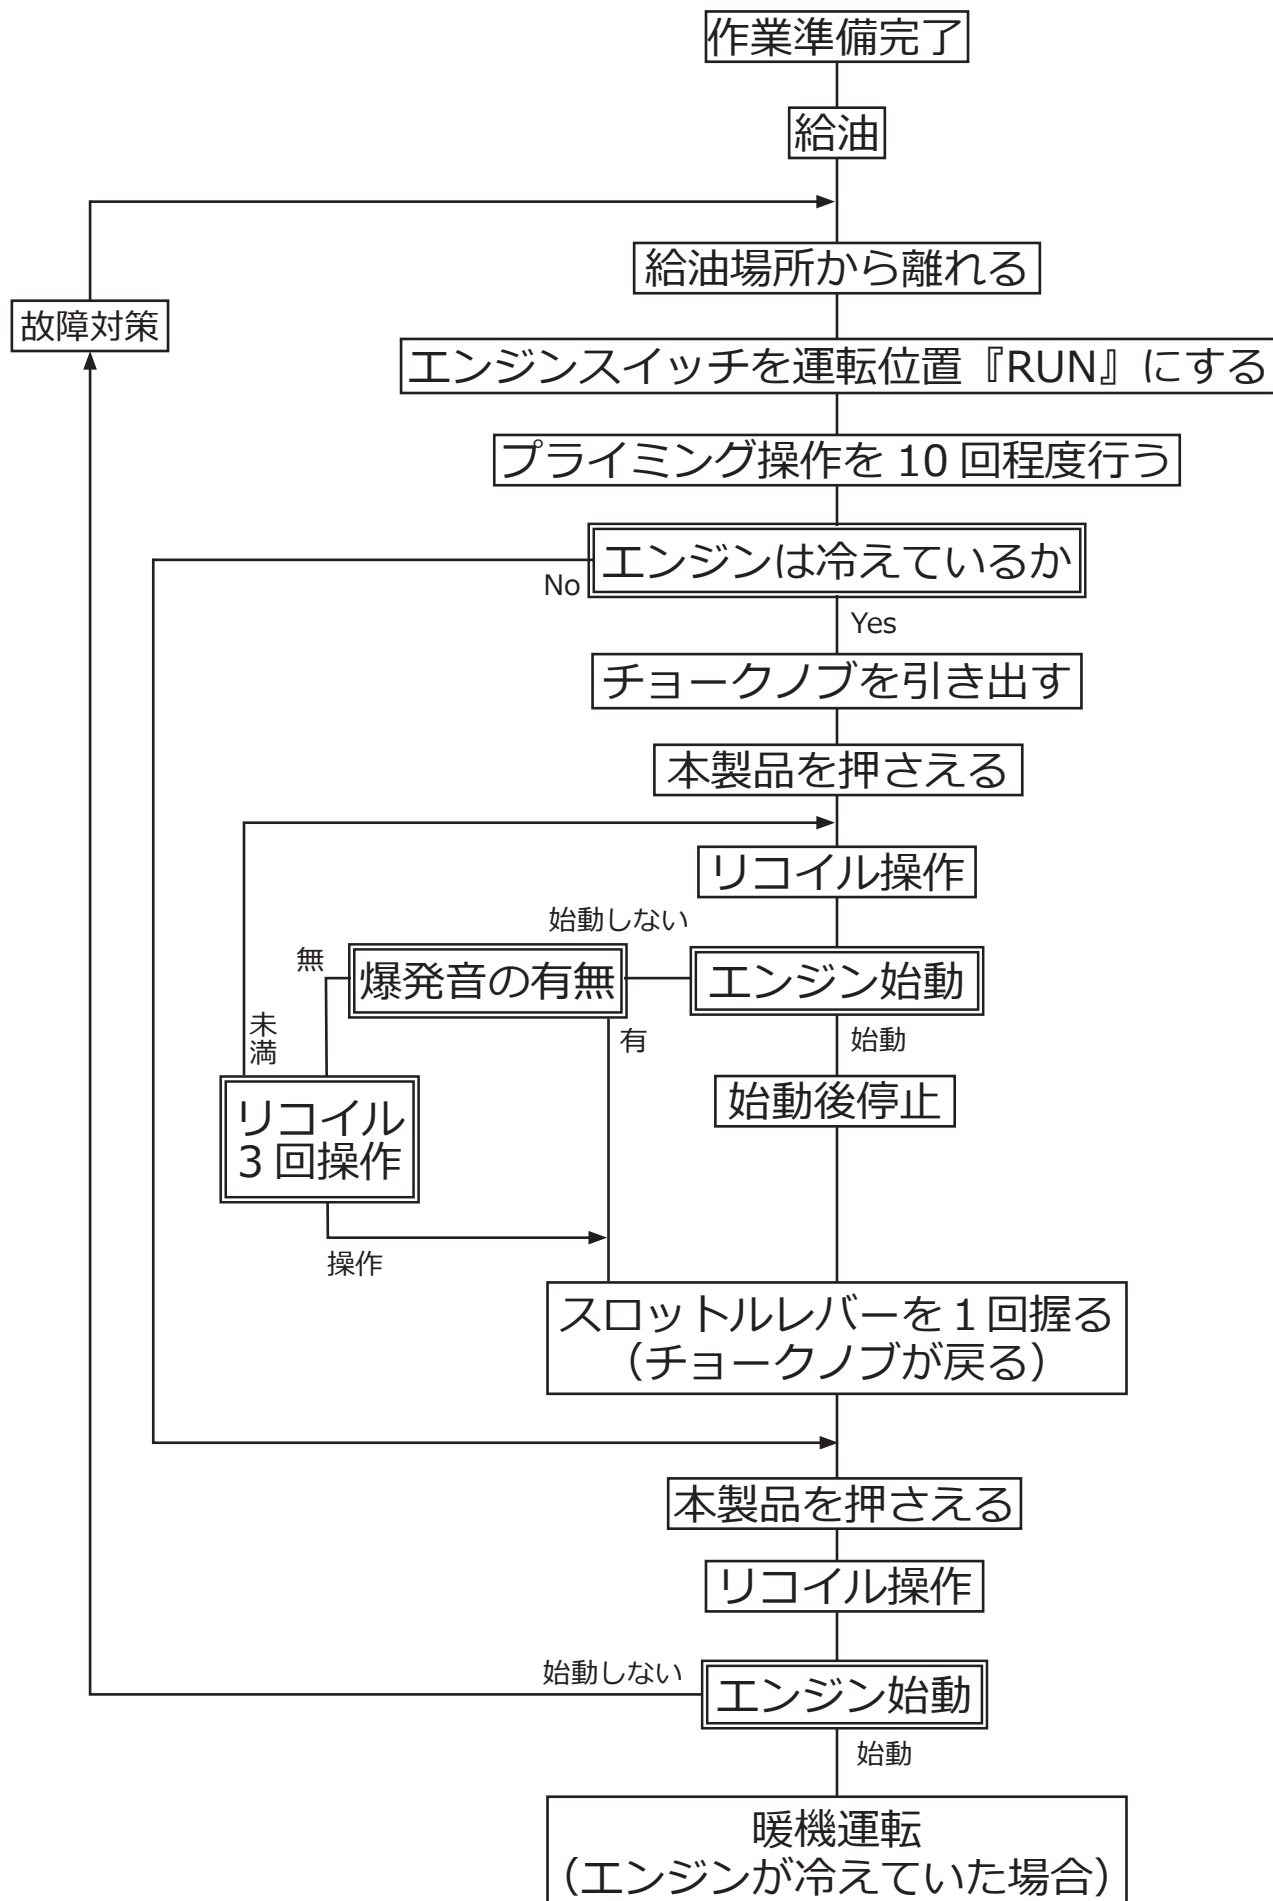 作業準備完了
給油
給油場所から離れる
故障対策
エンジンスイッチを運転位置『RUN』にする
プライミング操作を 10 回程度行う
エンジンは冷えているか
No
Yes
チョークノブを引き出す
本製品を押さえる
リコイル操作
始動しない
無
爆発音の有無
エンジン始動
未満
有
始動
リコイル
3 回操作
始動後停止
操作
スロットルレバーを 1 回握る
（チョークノブが戻る）
本製品を押さえる
リコイル操作
始動しない
エンジン始動
始動
暖機運転
（エンジンが冷えていた場合）